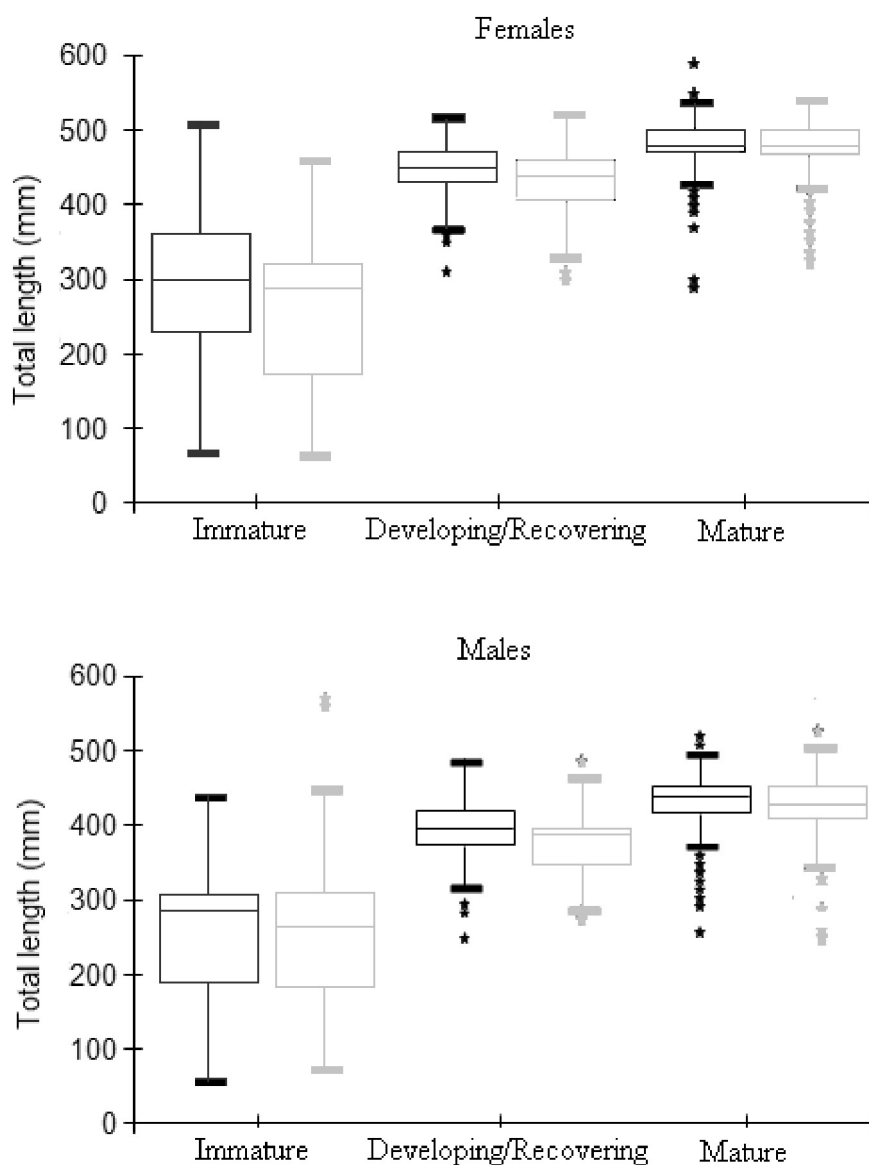 Females
600
500
400
300
200
100
0
Total length (mm)
Immature Developing/Recovering Mature
Males
600
500
400
300
200
100
0
Total length (mm)
Immature Developing/Recovering Mature